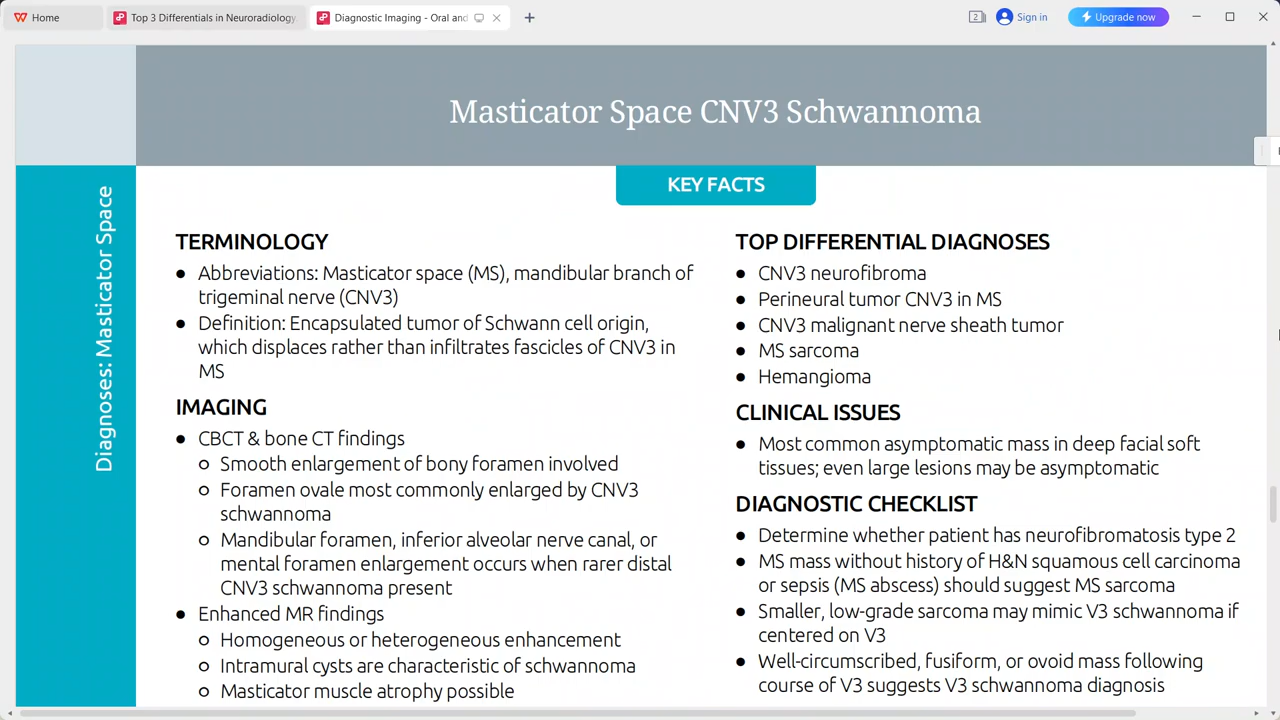 Home
Top 3 Differentials in Neuroradiology.
Diagnostic Imaging - Oral and
2
Sign in
Upgrade now
Masticator Space CNV3 Schwannoma
Diagnoses: Masticator Space
KEY FACTS
TERMINOLOGY
● Abbreviations: Masticator space (MS), mandibular branch of
trigeminal nerve (CNV3)
● Definition: Encapsulated tumor of Schwann cell origin,
which displaces rather than infiltrates fascicles of CNV3 in
MS
IMAGING
● CBCT & bone CT findings
○ Smooth enlargement of bony foramen involved
○ Foramen ovale most commonly enlarged by CNV3
schwannoma
○ Mandibular foramen, inferior alveolar nerve canal, or
mental foramen enlargement occurs when rarer distal
CNV3 schwannoma present
● Enhanced MR findings
○ Homogeneous or heterogeneous enhancement
○ Intramural cysts are characteristic of schwannoma
○ Masticator muscle atrophy possible
TOP DIFFERENTIAL DIAGNOSES
● CNV3 neurofibroma
● Perineural tumor CNV3 in MS
● CNV3 malignant nerve sheath tumor
● MS sarcoma
● Hemangioma
CLINICAL ISSUES
● Most common asymptomatic mass in deep facial soft
tissues; even large lesions may be asymptomatic
DIAGNOSTIC CHECKLIST
● Determine whether patient has neurofibromatosis type 2
● MS mass without history of H&N squamous cell carcinoma
or sepsis (MS abscess) should suggest MS sarcoma
● Smaller, low-grade sarcoma may mimic V3 schwannoma if
centered on V3
● Well-circumscribed, fusiform, or ovoid mass following
course of V3 suggests V3 schwannoma diagnosis